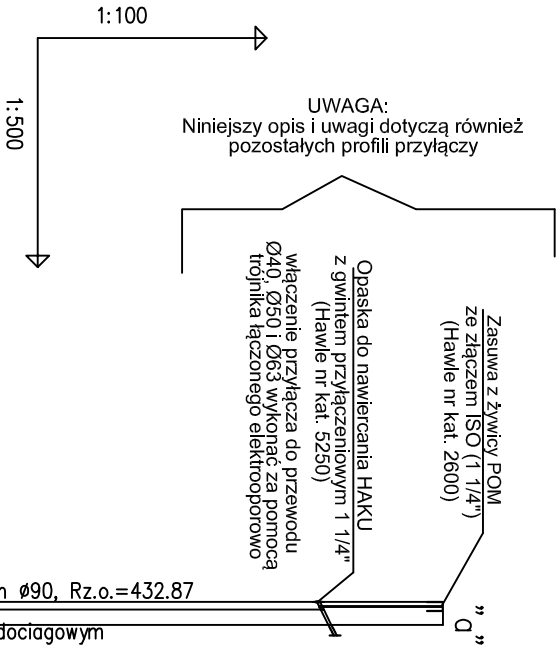 1:100
1:500
UWAGA:
Niniejszy opis i uwagi dotyczą również
pozostałych profili przyłączy
Zasuwa z żywicy POM
ze złączem ISO (1 1/4")
(Hawle nr kat. 2600)
Opaska do nawiercania HAKU
z gwintem przyłączeniowym 1 1/4"
(Hawle nr kat. 5250)
włączenie przyłącza do przewodu
Ø40, Ø50 i Ø63 wykonać za pomocą
trójnika łączonego elektrooporowo
ø90, Rz.o.=432.87
dociagowym
"a"